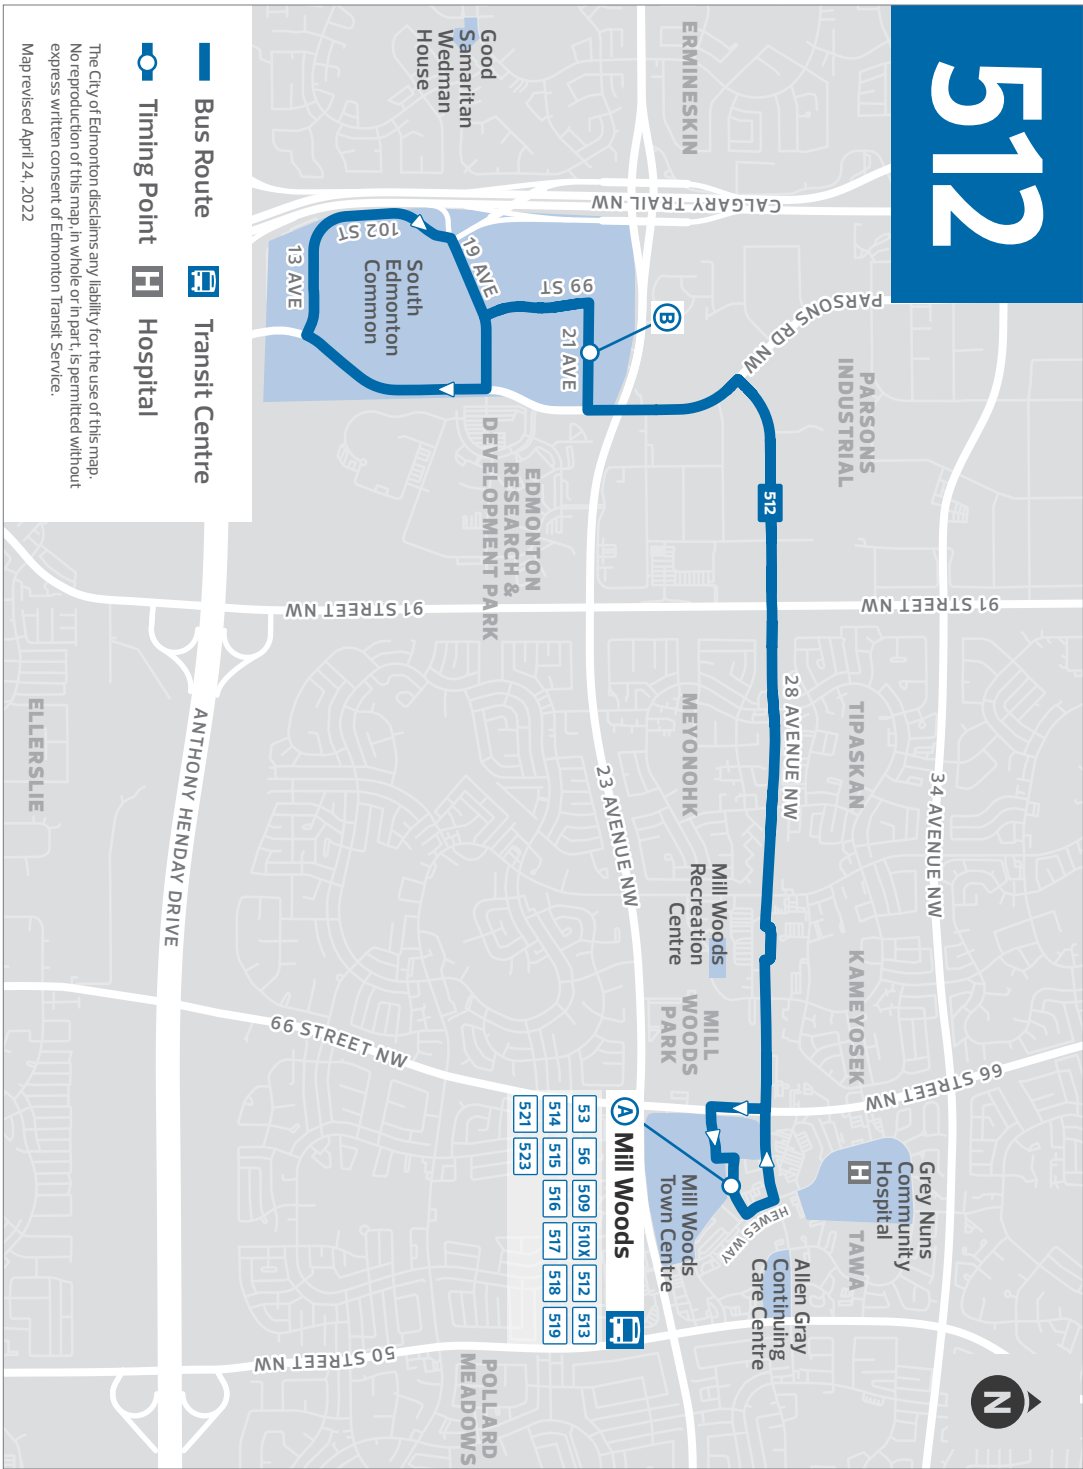 512
Good
Samaritan
Wedman
House
ERMINESKIN
CALGARY TRAIL NW
PARSONS RD NW
PARSONS
INDUSTRIAL
102 ST
13 AVE
19 AVE
99 ST
21 AVE
B
South
Edmonton
Common
EDMONTON
RESEARCH &
DEVELOPMENT PARK
512
91 STREET NW
91 STREET NW
28 AVENUE NW
TIPASKAN
MEYONOHK
23 AVENUE NW
34 AVENUE NW
ELLERSLIE
ANTHONY HENDAY DRIVE
Mill Woods
Recreation
Centre
MILL
WOODS
PARK
KAMEYOSEK
66 STREET NW
66 STREET NW
Grey Nuns
Community
Hospital
H
TAWA
HEWES WAY
Mill Woods
Town Centre
Allen Gray
Continuing
Care Centre
A Mill Woods
53 56 509 510X 512 513
514 515 516 517 518 519
521 523
50 STREET NW
POLLARD
MEADOWS
N
Bus Route
Transit Centre
Timing Point
H Hospital
The City of Edmonton disclaims any liability for the use of this map.
No reproduction of this map, in whole or in part, is permitted without
express written consent of Edmonton Transit Service.
Map revised April 24, 2022